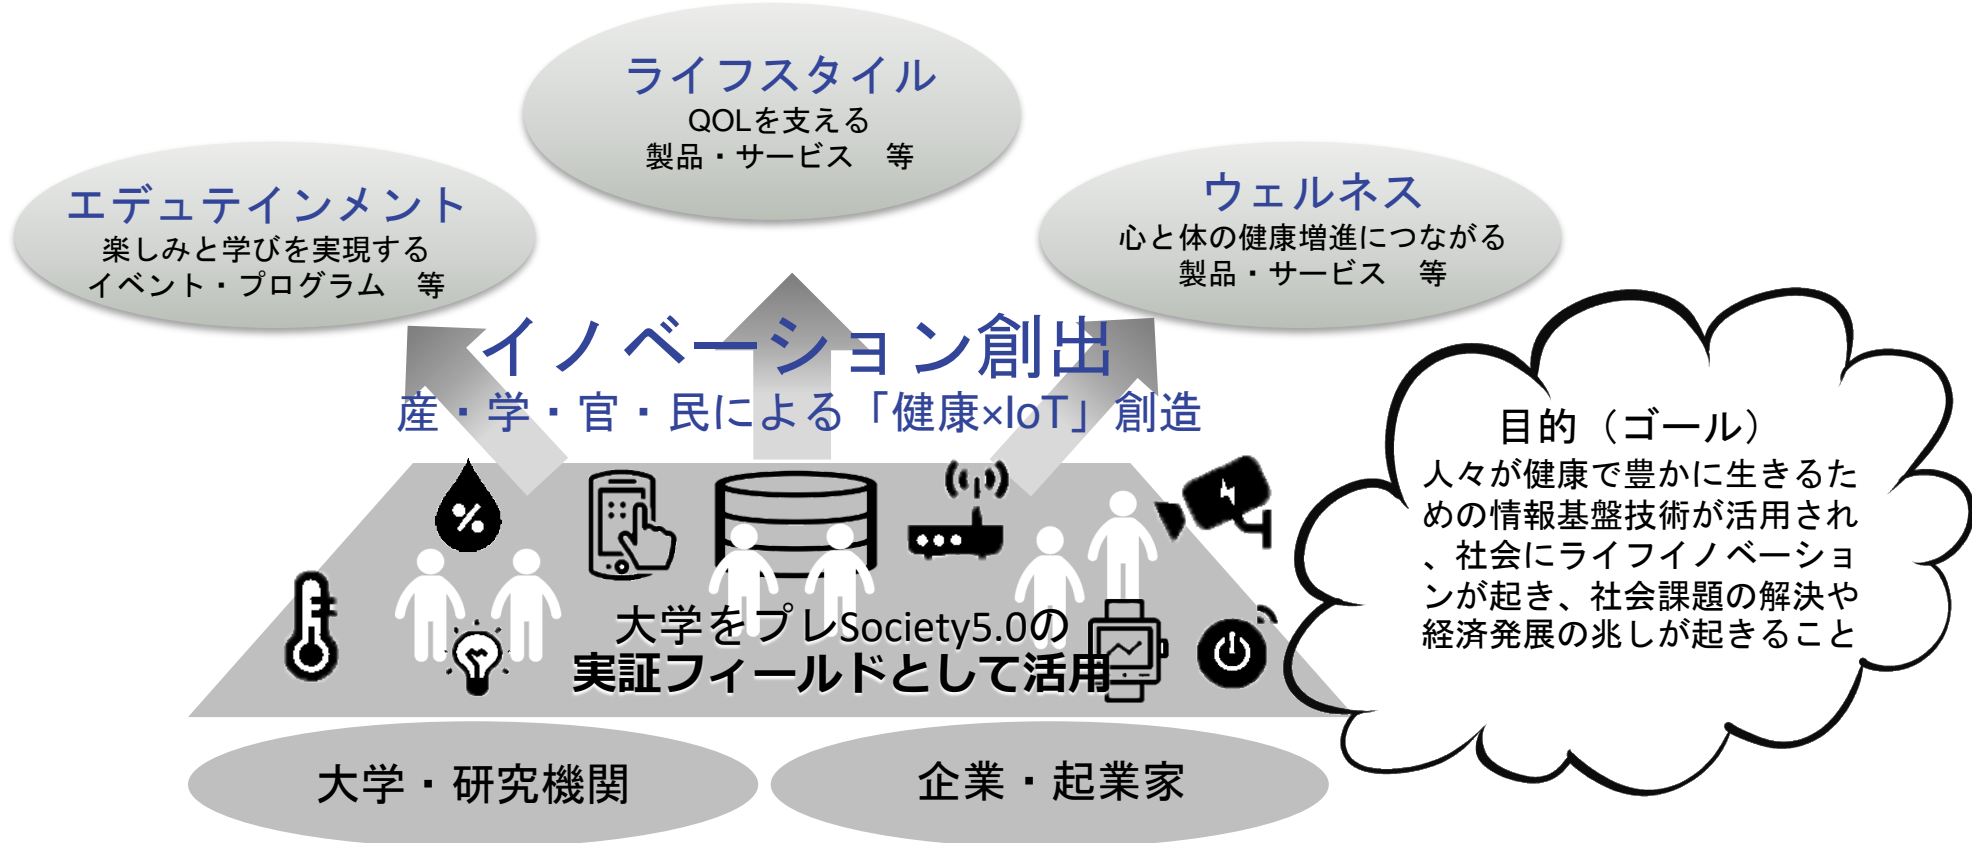 ライフスタイル
QOLを支える
製品・サービス　等
エデュテインメント
楽しみと学びを実現する
イベント・プログラム　等
ウェルネス
心と体の健康増進につながる
製品・サービス　等
イノベーション創出
産・学・官・民による「健康×IoT」創造
目的（ゴール）
人々が健康で豊かに生きるた
めの情報基盤技術が活用され
、社会にライフイノベーショ
ンが起き、社会課題の解決や
経済発展の兆しが起きること
%
大学をプレSociety5.0の
実証フィールドとして活用
大学・研究機関
企業・起業家